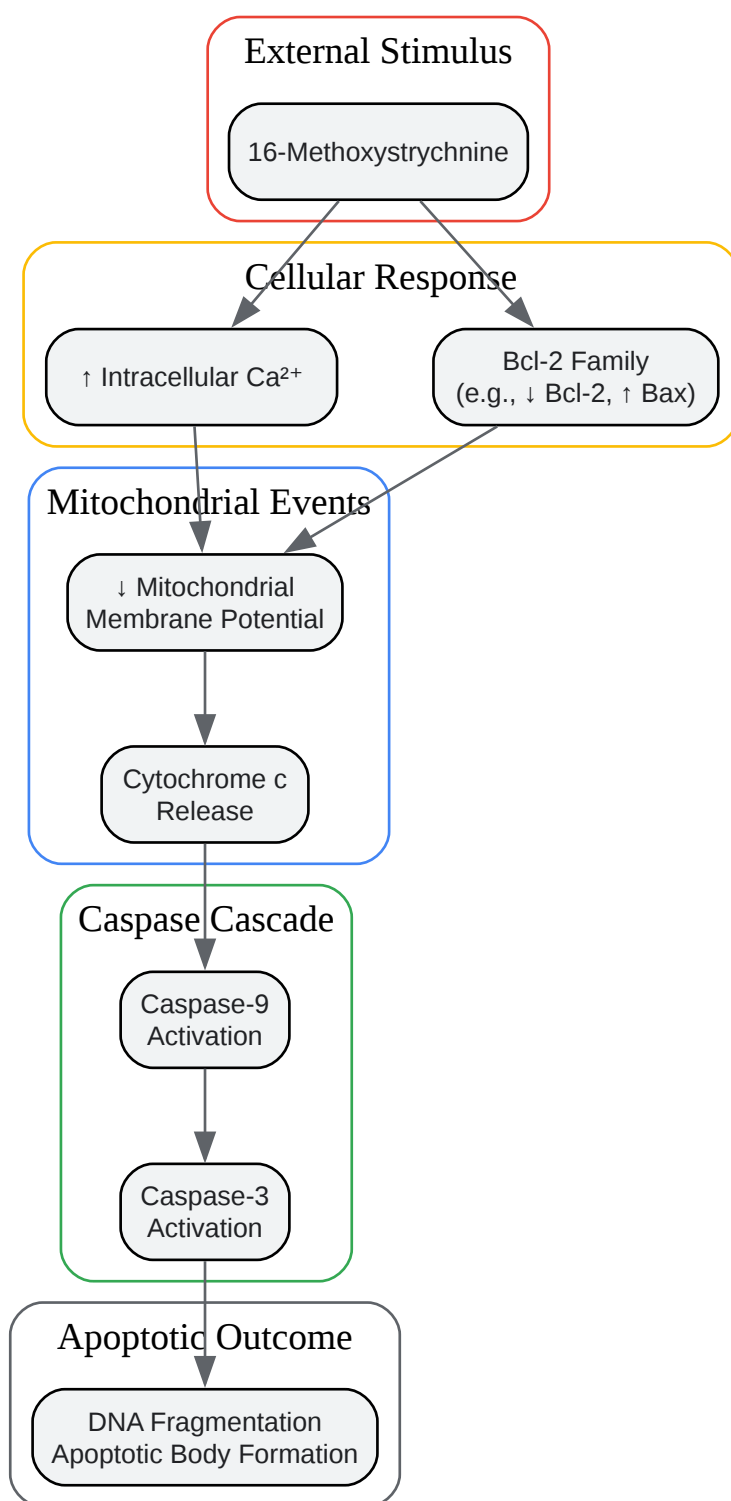 External Stimulus
16-Methoxystrychnine
Cellular Response
↑ Intracellular Ca²⁺
Bcl-2 Family
(e.g., ↓ Bcl-2, ↑ Bax)
Mitochondrial Events
↓ Mitochondrial
Membrane Potential
Cytochrome c
Release
Caspase Cascade
Caspase-9
Activation
Caspase-3
Activation
Apoptotic Outcome
DNA Fragmentation
Apoptotic Body Formation